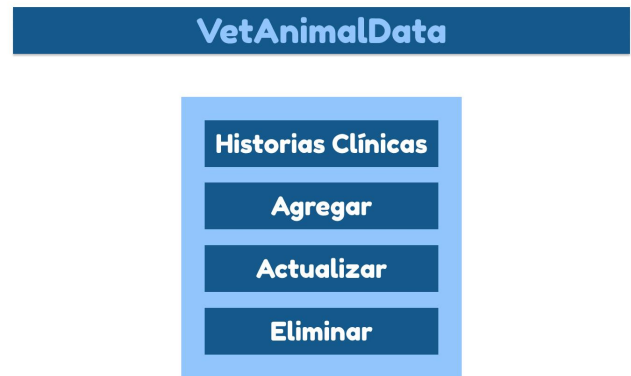 VetAnimalData
Historias Clínicas
Agregar
Actualizar
Eliminar